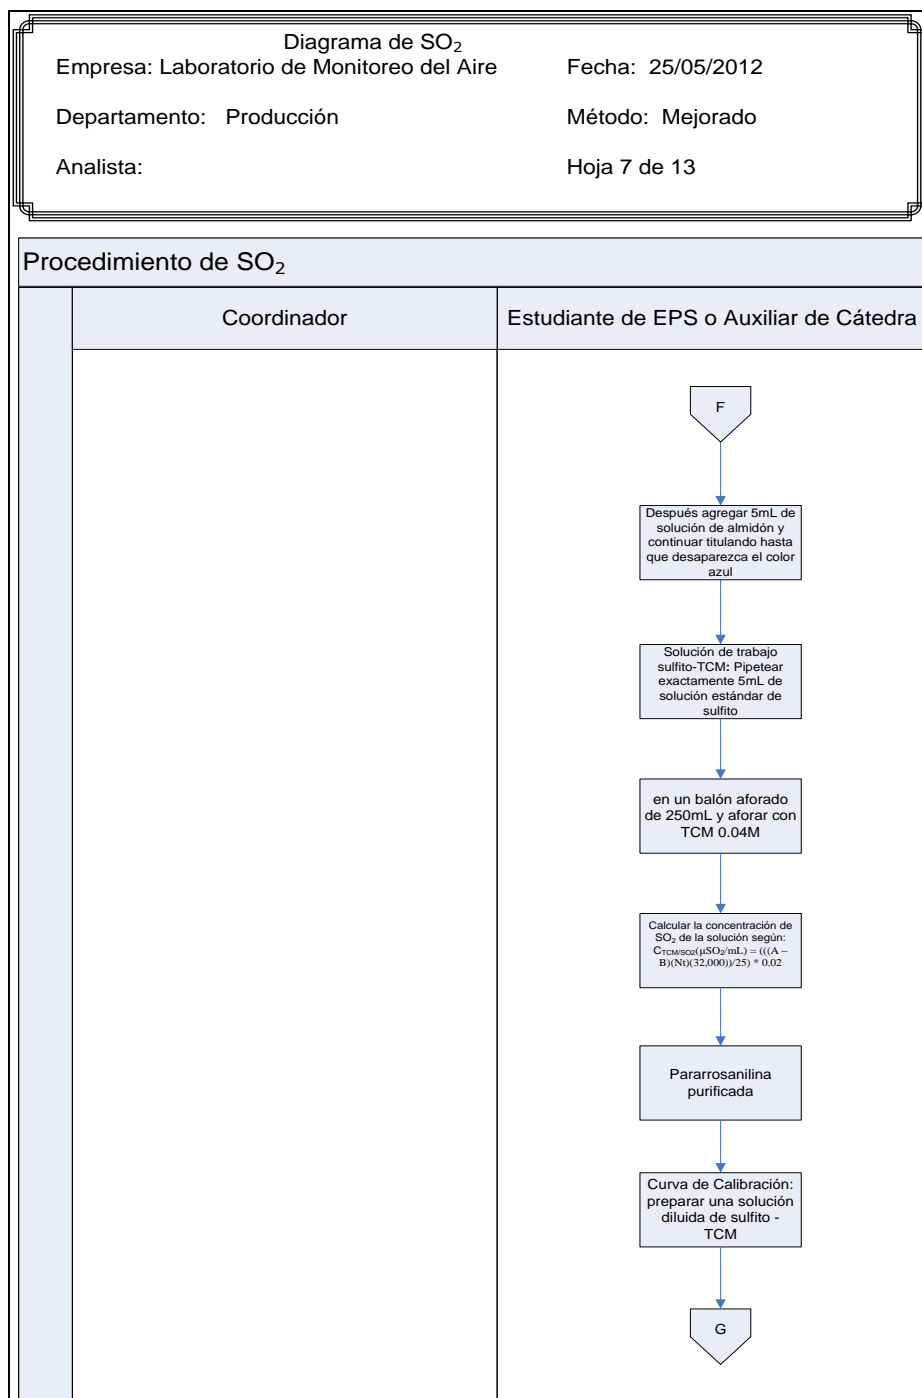 Diagrama de SO₂
Empresa: Laboratorio de Monitoreo del Aire Fecha: 25/05/2012
Departamento: Producción Método: Mejorado
Analista: Hoja 7 de 13
Procedimiento de SO₂
Coordinador Estudiante de EPS o Auxiliar de Cátedra
F
Después agregar 5mL de
solución de almidón y
continuar titulando hasta
que desaparezca el color
azul
Solución de trabajo
sulfito-TCM: Pipetear
exactamente 5mL de
solución estándar de
sulfito
en un balón aforado
de 250mL y aforar con
TCM 0.04M
Calcular la concentración de
SO₂ de la solución según:
C_TCM/SO2(µSO₂/mL) = (((A –
B)(Nt)(32,000))/25) * 0.02
Pararrosanilina
purificada
Curva de Calibración:
preparar una solución
diluida de sulfito -
TCM
G